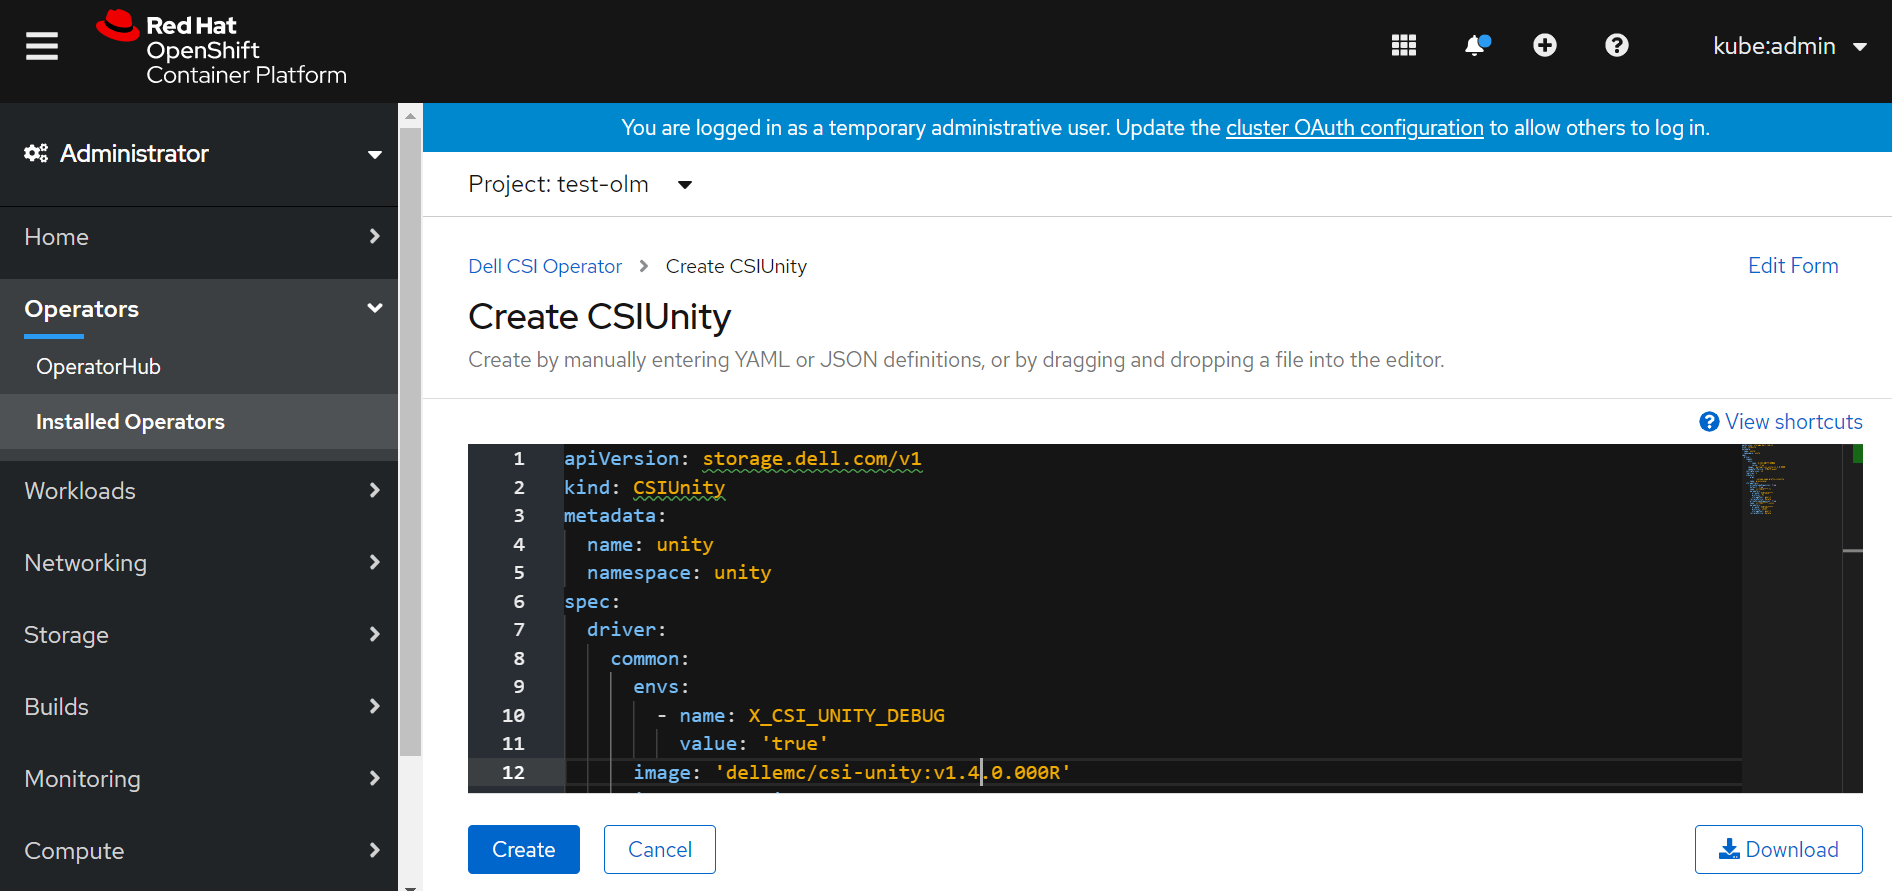 Red Hat
OpenShift
Container Platform
kube:admin
Administrator
Home
Operators
OperatorHub
Installed Operators
Workloads
Networking
Storage
Builds
Monitoring
Compute
You are logged in as a temporary administrative user. Update the cluster OAuth configuration to allow others to log in.
Project: test-olm
Dell CSI Operator > Create CSIUnity
Edit Form
Create CSIUnity
Create by manually entering YAML or JSON definitions, or by dragging and dropping a file into the editor.
View shortcuts
1 apiVersion: storage.dell.com/v1
2 kind: CSIUnity
3 metadata:
4 name: unity
5 namespace: unity
6 spec:
7 driver:
8 common:
9 envs:
10 - name: X_CSI_UNITY_DEBUG
11 value: 'true'
12 image: 'dellemc/csi-unity:v1.4.0.000R'
Create
Cancel
Download